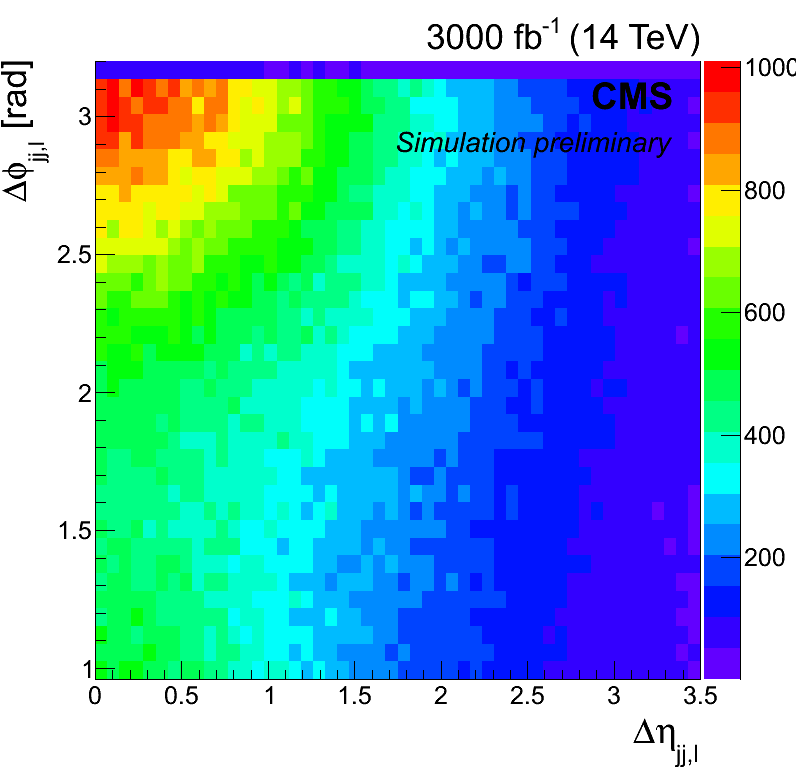 3000 fb-1 (14 TeV)
Δϕjj,l [rad]
CMS
Simulation preliminary
3
2.5
2
1.5
1
0 0.5 1 1.5 2 2.5 3 3.5
Δηjj,l
1000
800
600
400
200